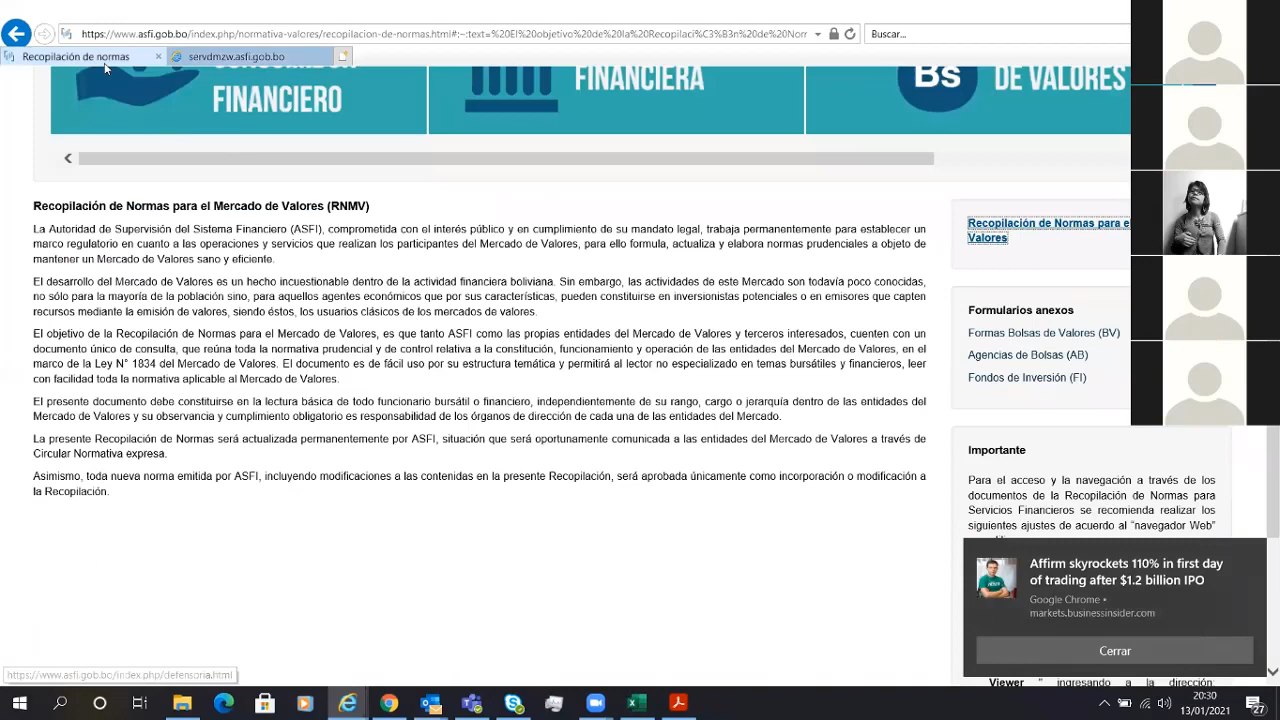 https://www.asfi.gob.bo/index.php/normativa-valores/recopilacion-de-normas.html#:~:text=%20El%20objetivo%20de%20la%20Recopilaci%C3%B3n%20de%20Nor
Buscar...
Recopilación de normas
servdmzw.asfi.gob.bo
FINANCIERO
FINANCIERA
Bs
DE VALORES
Recopilación de Normas para el Mercado de Valores (RNMV)
La Autoridad de Supervisión del Sistema Financiero (ASFI), comprometida con el interés público y en cumplimiento de su mandato legal, trabaja permanentemente para establecer un
marco regulatorio en cuanto a las operaciones y servicios que realizan los participantes del Mercado de Valores, para ello formula, actualiza y elabora normas prudenciales a objeto de
mantener un Mercado de Valores sano y eficiente.
El desarrollo del Mercado de Valores es un hecho incuestionable dentro de la actividad financiera boliviana. Sin embargo, las actividades de este Mercado son todavía poco conocidas,
no sólo para la mayoría de la población sino, para aquellos agentes económicos que por sus características, pueden constituirse en inversionistas potenciales o en emisores que capten
recursos mediante la emisión de valores, siendo éstos, los usuarios clásicos de los mercados de valores.
El objetivo de la Recopilación de Normas para el Mercado de Valores, es que tanto ASFI como las propias entidades del Mercado de Valores y terceros interesados, cuenten con un
documento único de consulta, que reúna toda la normativa prudencial y de control relativa a la constitución, funcionamiento y operación de las entidades del Mercado de Valores, en el
marco de la Ley N° 1834 del Mercado de Valores. El documento es de fácil uso por su estructura temática y permitirá al lector no especializado en temas bursátiles y financieros, leer
con facilidad toda la normativa aplicable al Mercado de Valores.
El presente documento debe constituirse en la lectura básica de todo funcionario bursátil o financiero, independientemente de su rango, cargo o jerarquía dentro de las entidades del
Mercado de Valores y su observancia y cumplimiento obligatorio es responsabilidad de los órganos de dirección de cada una de las entidades del Mercado.
La presente Recopilación de Normas será actualizada permanentemente por ASFI, situación que será oportunamente comunicada a las entidades del Mercado de Valores a través de
Circular Normativa expresa.
Asimismo, toda nueva norma emitida por ASFI, incluyendo modificaciones a las contenidas en la presente Recopilación, será aprobada únicamente como incorporación o modificación a
la Recopilación.
Recopilación de Normas para el
Valores
Formularios anexos
Formas Bolsas de Valores (BV)
Agencias de Bolsas (AB)
Fondos de Inversión (FI)
Importante
Para el acceso y la navegación a través de los
documentos de la Recopilación de Normas para
Servicios Financieros se recomienda realizar los
siguientes ajustes de acuerdo al "navegador Web"
Affirm skyrockets 110% in first day
of trading after $1.2 billion IPO
Google Chrome •
markets.businessinsider.com
Cerrar
Viewer " ingresando a la dirección:
https://www.asfi.gob.bo/index.php/defensoria.html
20:30
13/01/2021
27